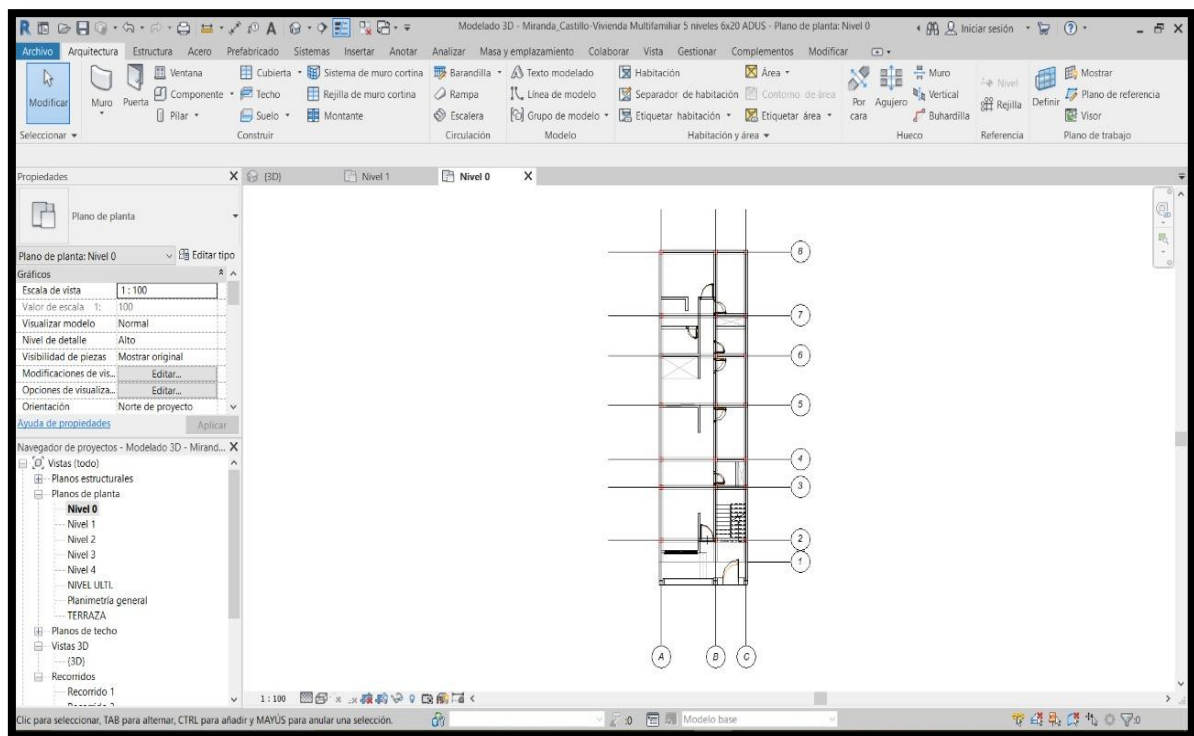 Modelado 3D - Miranda_Castillo-Vivienda Multifamiliar 5 niveles 6x20 ADUS - Plano de planta: Nivel 0
Iniciar sesión
Archivo Arquitectura Estructura Acero Prefabricado Sistemas Insertar Anotar Analizar Masa y emplazamiento Colaborar Vista Gestionar Complementos Modificar
Modificar
Muro
Puerta
Ventana
Componente
Pilar
Cubierta
Techo
Suelo
Sistema de muro cortina
Rejilla de muro cortina
Montante
Barandilla
Rampa
Escalera
Texto modelado
Línea de modelo
Grupo de modelo
Habitación
Separador de habitación
Etiquetar habitación
Área
Contorno de área
Etiquetar área
Por cara
Agujero
Muro
Vertical
Buhardilla
Nivel
Rejilla
Definir
Mostrar
Plano de referencia
Visor
Seleccionar Construir Circulación Modelo Habitación y área Hueco Referencia Plano de trabajo
Propiedades X
{3D} Nivel 1 Nivel 0 X
Plano de planta
Plano de planta: Nivel 0 Editar tipo
Gráficos
Escala de vista 1 : 100
Valor de escala 1: 100
Visualizar modelo Normal
Nivel de detalle Alto
Visibilidad de piezas Mostrar original
Modificaciones de vis... Editar...
Opciones de visualiza... Editar...
Orientación Norte de proyecto
Ayuda de propiedades Aplicar
Navegador de proyectos - Modelado 3D - Mirand... X
Vistas (todo)
Planos estructurales
Planos de planta
Nivel 0
Nivel 1
Nivel 2
Nivel 3
Nivel 4
NIVEL ULTI.
Planimetría general
TERRAZA
Planos de techo
Vistas 3D
{3D}
Recorridos
Recorrido 1
8
7
6
5
4
3
2
1
A B C
1 : 100
Clic para seleccionar, TAB para alternar, CTRL para añadir y MAYÚS para anular una selección.
:0
Modelo base
:0